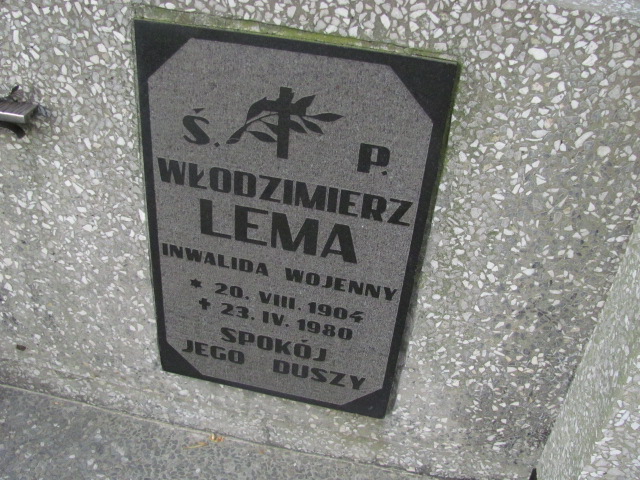 Ś. P.
WŁODZIMIERZ
LEMA
INWALIDA WOJENNY
* 20. VIII. 1904
✝ 23. IV. 1980
SPOKÓJ
JEGO DUSZY